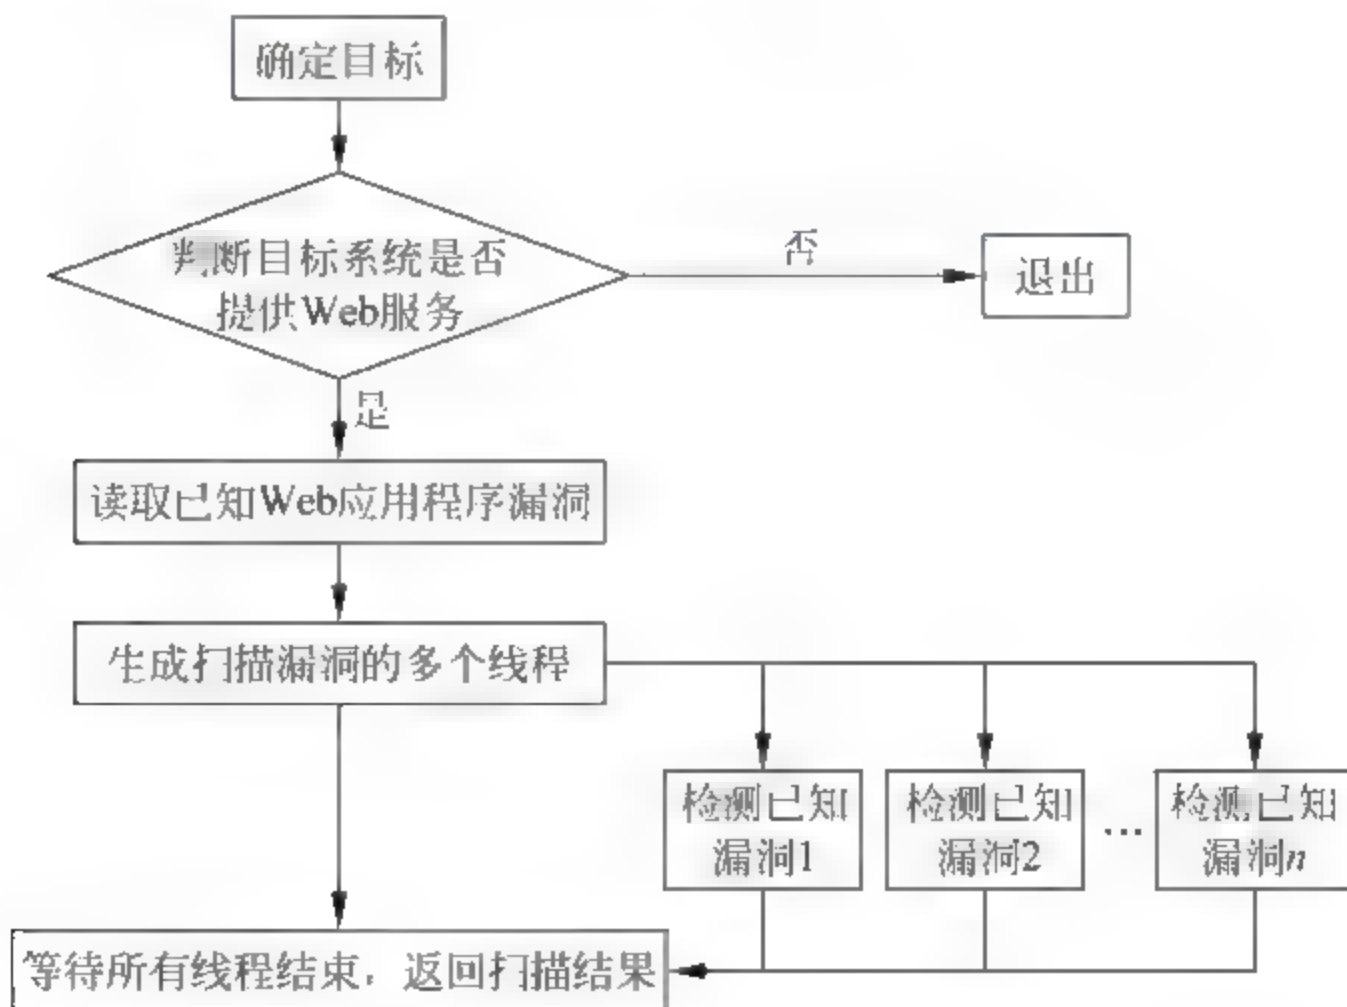 确定目标
判断目标系统是否
提供Web服务
否
退出
是
读取已知Web应用程序漏洞
生成扫描漏洞的多个线程
检测已知
漏洞1
检测已知
漏洞2
…
检测已知
漏洞n
等待所有线程结束，返回扫描结果